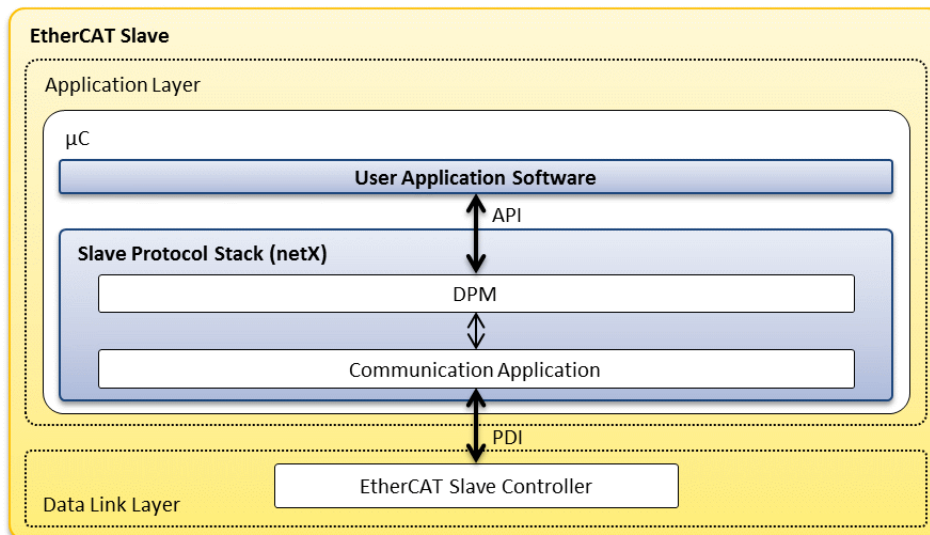 EtherCAT Slave
Application Layer
µC
User Application Software
API
Slave Protocol Stack (netX)
DPM
Communication Application
PDI
EtherCAT Slave Controller
Data Link Layer